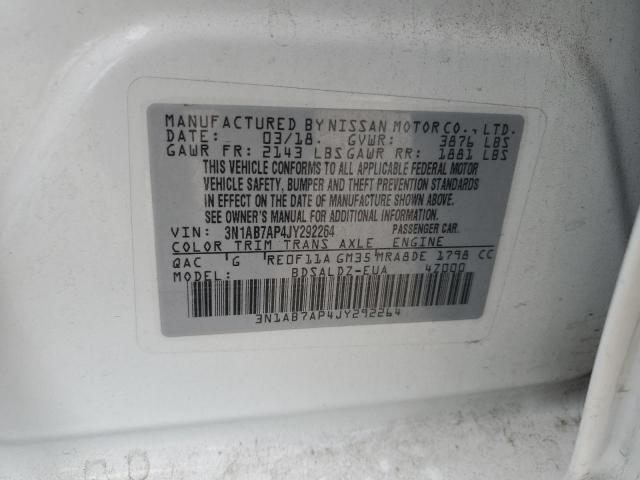 MANUFACTURED BY NISSAN MOTOR CO., LTD.
DATE: 03/18. GVWR: 3876 LBS
GAWR FR: 2143 LBS GAWR RR: 1881 LBS
THIS VEHICLE CONFORMS TO ALL APPLICABLE FEDERAL MOTOR
VEHICLE SAFETY, BUMPER AND THEFT PREVENTION STANDARDS
IN EFFECT ON THE DATE OF MANUFACTURE SHOWN ABOVE.
SEE OWNER'S MANUAL FOR ADDITIONAL INFORMATION.
VIN: 3N1AB7AP4JY292264 PASSENGER CAR.
COLOR TRIM TRANS AXLE ENGINE
QAC G RE0F11A GM35 MRA8DE 1798 CC
MODEL: BDSALDZ-EUA 4Z000
3N1AB7AP4JY292264